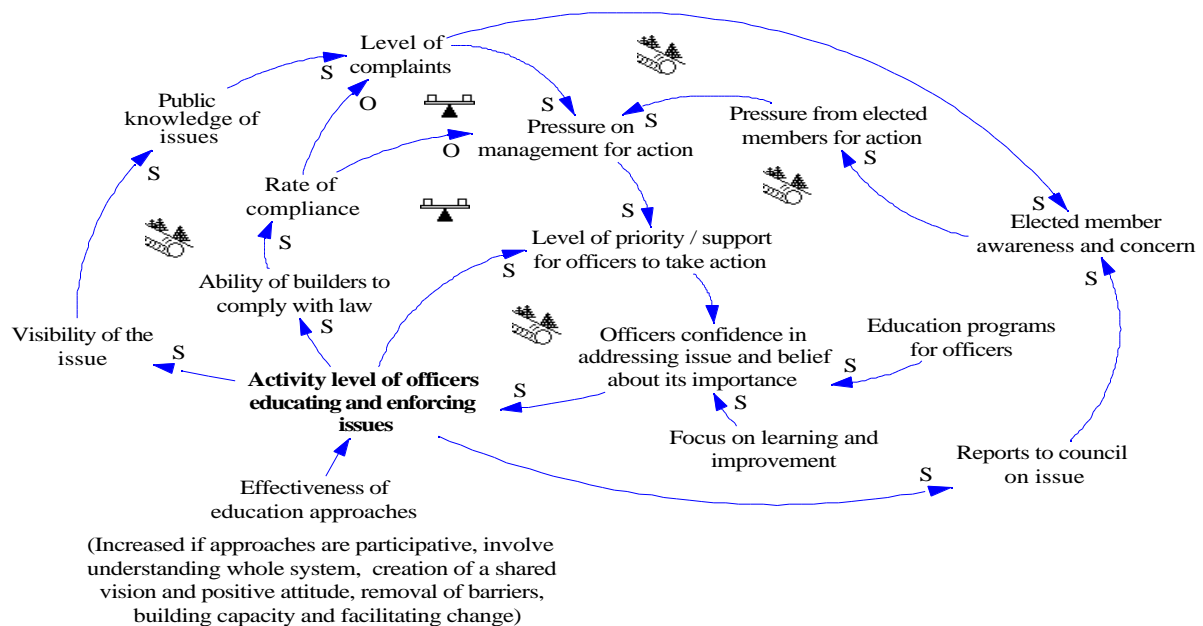 Level of
complaints
S
O
Public
knowledge of
issues
S
S
Pressure on
management for action
O
Pressure from elected
members for action
S
Rate of
compliance
S
S
Elected member
awareness and concern
S
Level of priority / support
for officers to take action
S
Ability of builders to
comply with law
S
Visibility of the
issue
S
Officers confidence in
addressing issue and belief
about its importance
S
Education programs
for officers
S
Activity level of officers
educating and enforcing
issues
S
S
Focus on learning and
improvement
Reports to council
on issue
S
Effectiveness of
education approaches
(Increased if approaches are participative, involve
understanding whole system, creation of a shared
vision and positive attitude, removal of barriers,
building capacity and facilitating change)